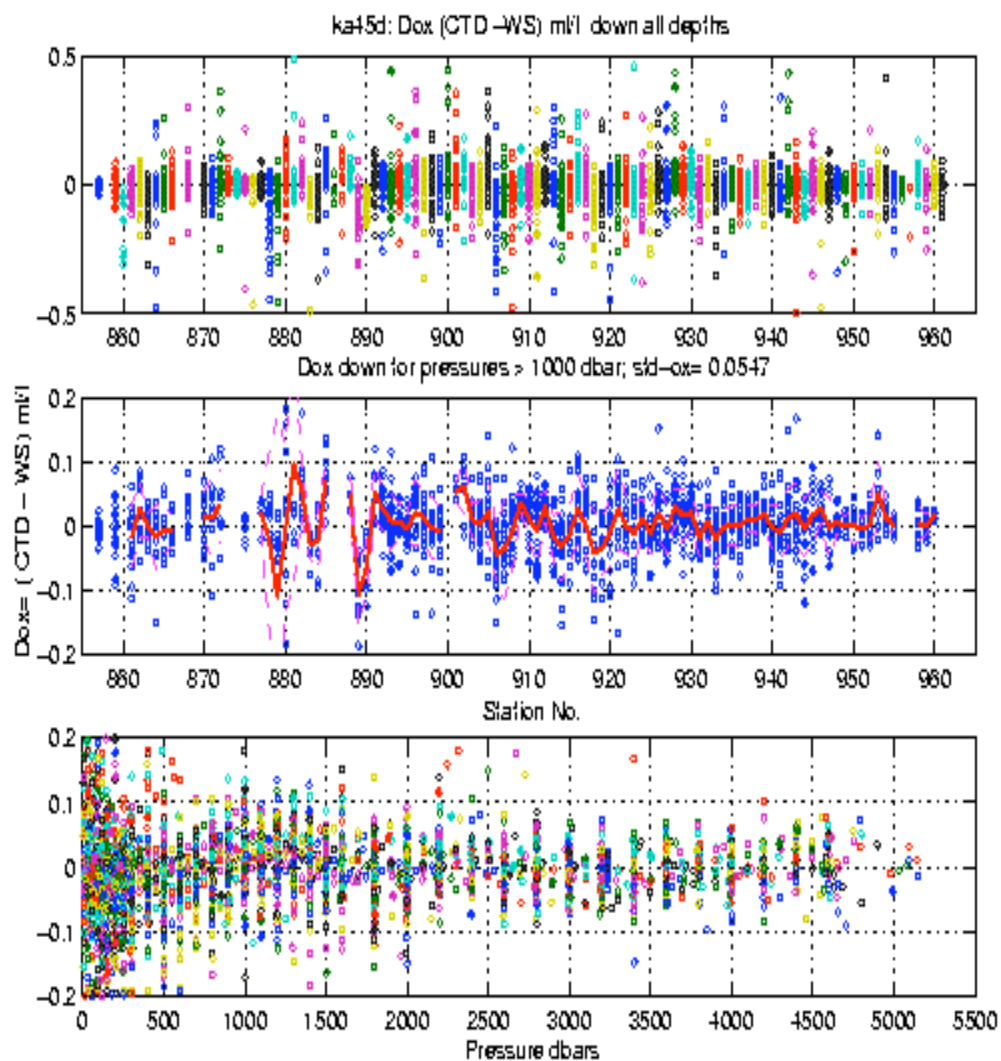 ka45d: Dox (CTD –WS) ml/l down all depths
0.5
0
–0.5
860 870 880 890 900 910 920 930 940 950 960
Dox down for pressures > 1000 dbar; std–ox= 0.0547
Dox= ( CTD – WS) ml/l
0.2
0.1
0
–0.1
–0.2
860 870 880 890 900 910 920 930 940 950 960
Station No.
0.2
0.1
0
–0.1
–0.2
0 500 1000 1500 2000 2500 3000 3500 4000 4500 5000 5500
Pressure dbars